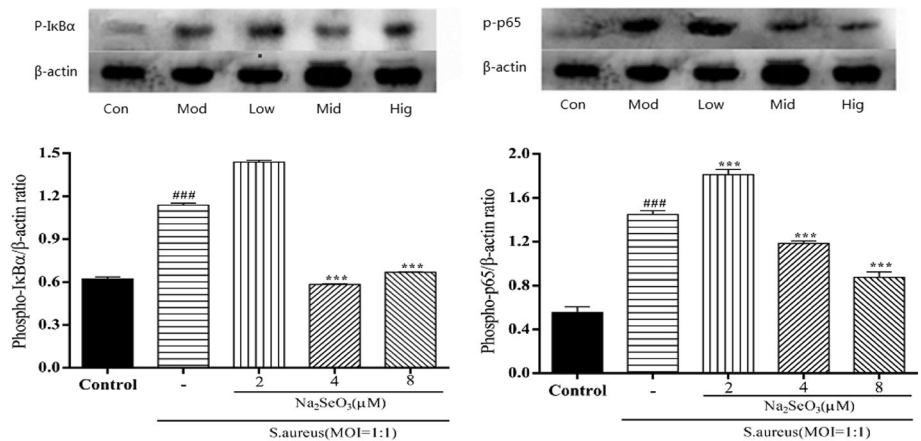 P-IκBα
β-actin
Con Mod Low Mid Hig
Phospho-IκBα/β-actin ratio
1.5
1.2
0.9
0.6
0.3
0.0
###
***
***
Control - 2 4 8
Na₂SeO₃(μM)
S.aureus(MOI=1:1)
p-p65
β-actin
Con Mod Low Mid Hig
Phospho-p65/β-actin ratio
2.0
1.6
1.2
0.8
0.4
0.0
###
***
***
***
Control - 2 4 8
Na₂SeO₃(μM)
S.aureus(MOI=1:1)